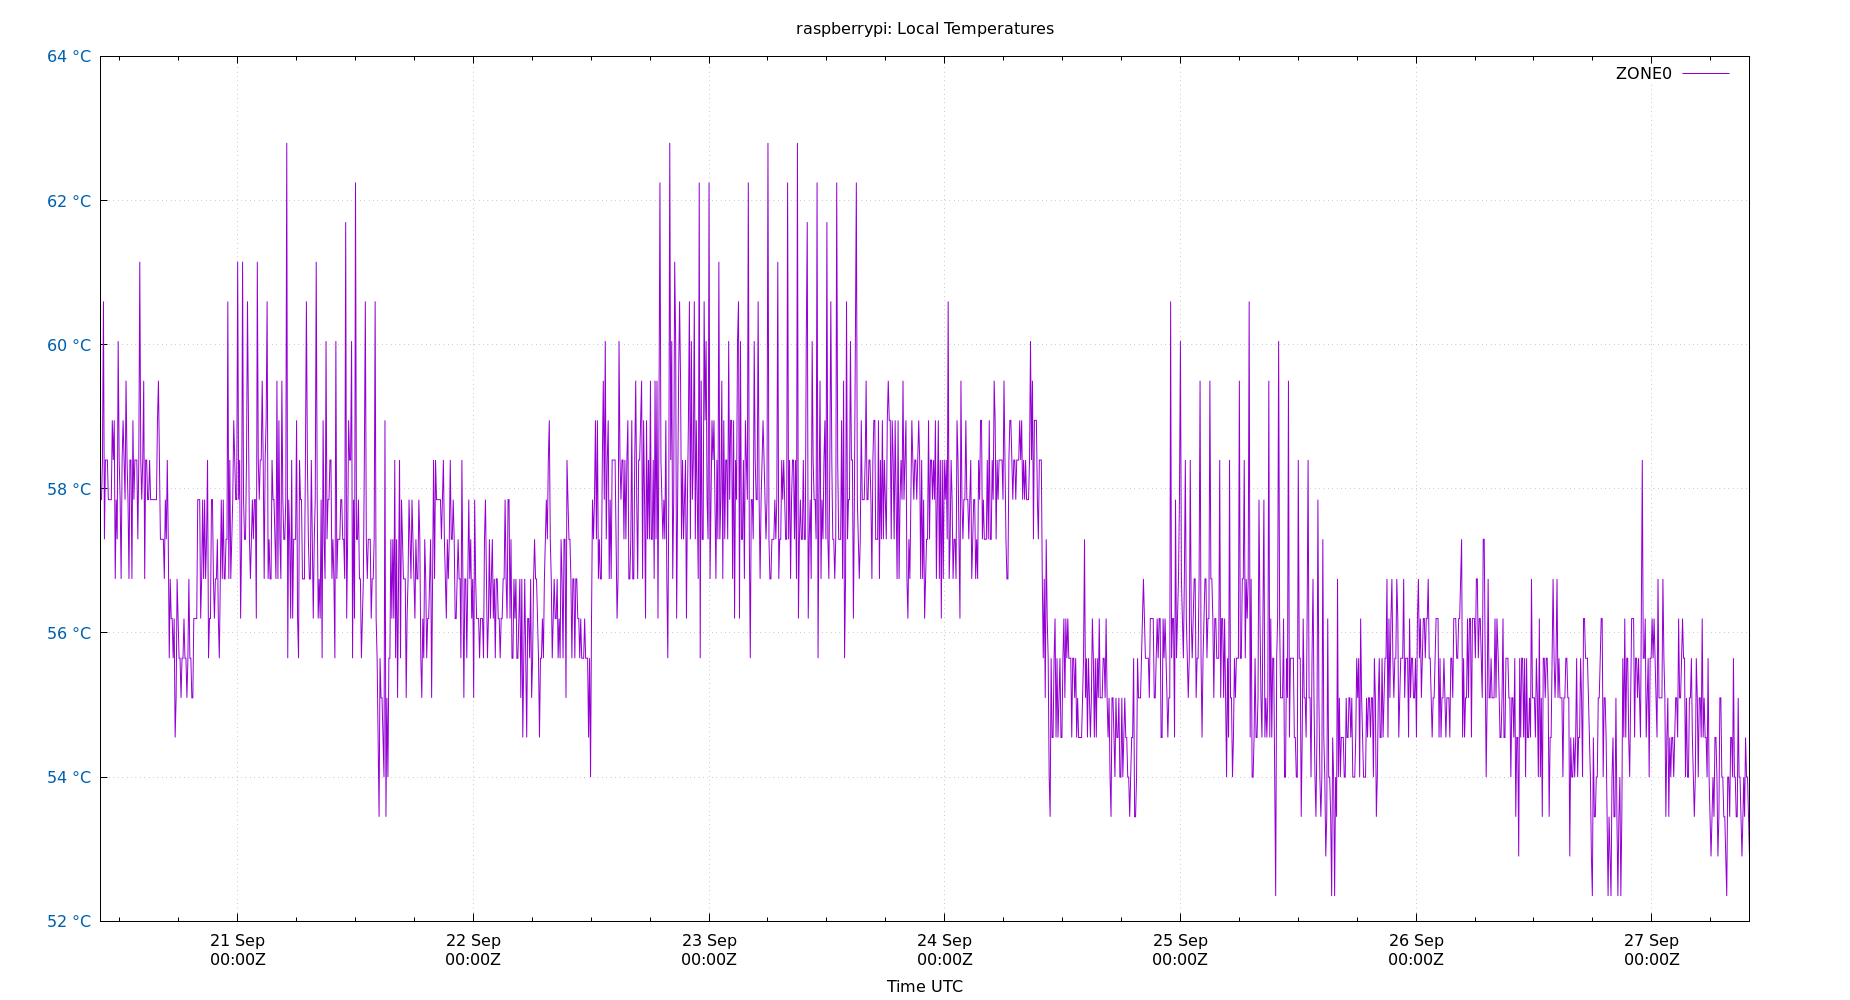 raspberrypi: Local Temperatures
64 °C
ZONE0
62 °C
60 °C
58 °C
56 °C
54 °C
52 °C
21 Sep 22 Sep 23 Sep 24 Sep 25 Sep 26 Sep 27 Sep
00:00Z 00:00Z 00:00Z 00:00Z 00:00Z 00:00Z 00:00Z
Time UTC